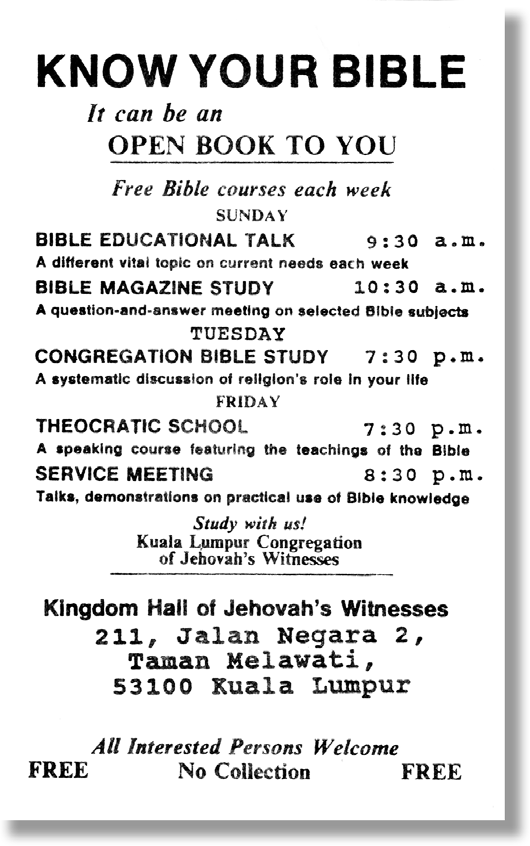 KNOW YOUR BIBLE
It can be an
OPEN BOOK TO YOU
Free Bible courses each week
SUNDAY
BIBLE EDUCATIONAL TALK 9:30 a.m.
A different vital topic on current needs each week
BIBLE MAGAZINE STUDY 10:30 a.m.
A question-and-answer meeting on selected Bible subjects
TUESDAY
CONGREGATION BIBLE STUDY 7:30 p.m.
A systematic discussion of religion's role in your life
FRIDAY
THEOCRATIC SCHOOL 7:30 p.m.
A speaking course featuring the teachings of the Bible
SERVICE MEETING 8:30 p.m.
Talks, demonstrations on practical use of Bible knowledge
Study with us!
Kuala Lumpur Congregation
of Jehovah's Witnesses
Kingdom Hall of Jehovah's Witnesses
211, Jalan Negara 2,
Taman Melawati,
53100 Kuala Lumpur
All Interested Persons Welcome
FREE No Collection FREE